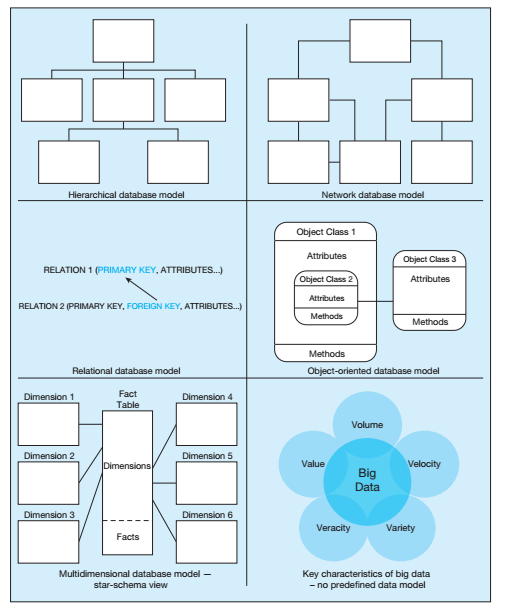 Hierarchical database model
Network database model
RELATION 1 (PRIMARY KEY, ATTRIBUTES...)
RELATION 2 (PRIMARY KEY, FOREIGN KEY, ATTRIBUTES...)
Relational database model
Object Class 1
Attributes
Object Class 2
Attributes
Methods
Methods
Object Class 3
Attributes
Methods
Object-oriented database model
Dimension 1
Dimension 2
Dimension 3
Fact
Table
Dimensions
Facts
Dimension 4
Dimension 5
Dimension 6
Multidimensional database model —
star-schema view
Volume
Value
Velocity
Big
Data
Veracity
Variety
Key characteristics of big data
– no predefined data model